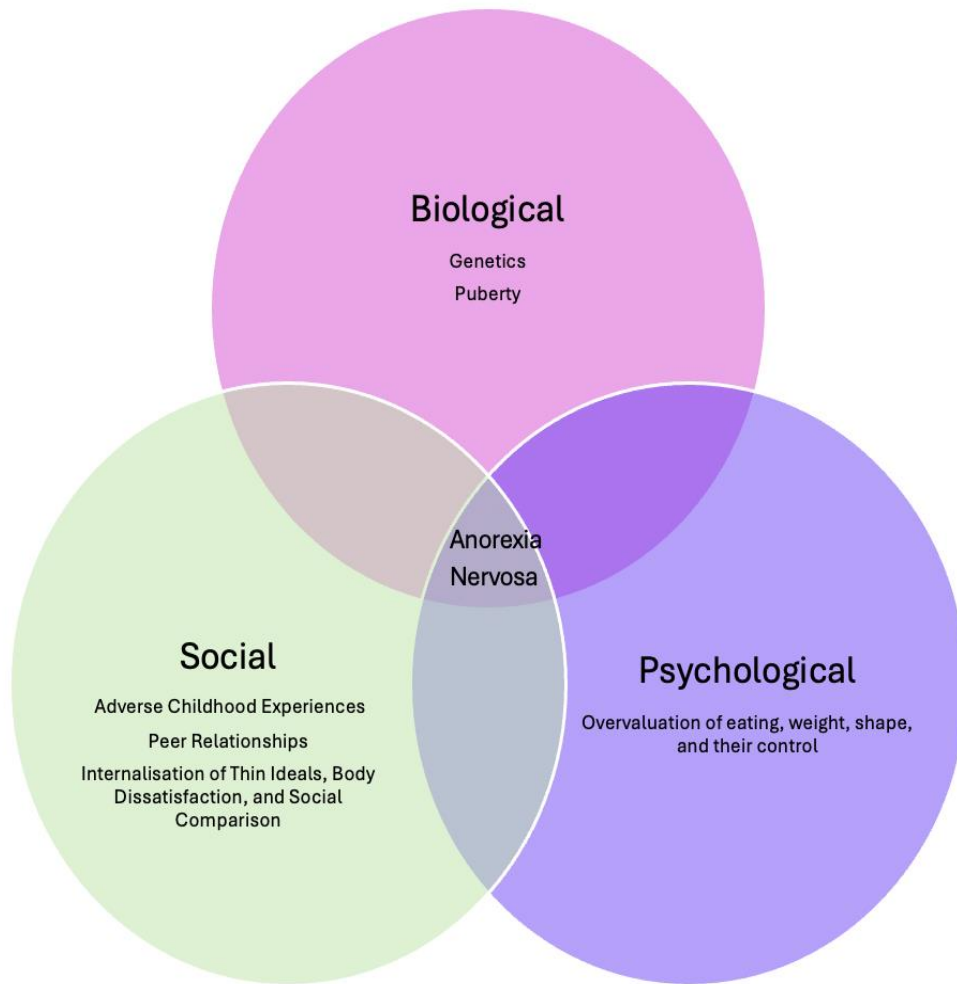 Biological
Genetics
Puberty
Anorexia
Nervosa
Social
Adverse Childhood Experiences
Peer Relationships
Internalisation of Thin Ideals, Body
Dissatisfaction, and Social
Comparison
Psychological
Overvaluation of eating, weight, shape,
and their control